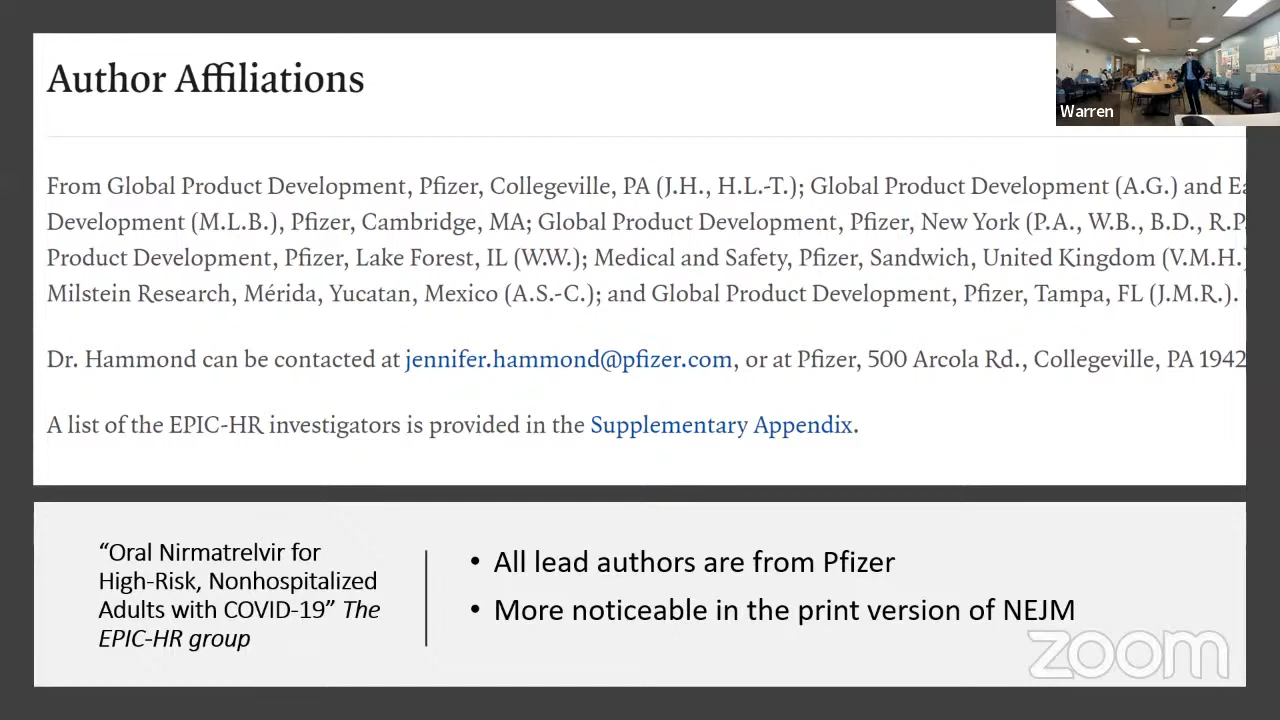 Author Affiliations
Warren
From Global Product Development, Pfizer, Collegeville, PA (J.H., H.L.-T.); Global Product Development (A.G.) and Ea
Development (M.L.B.), Pfizer, Cambridge, MA; Global Product Development, Pfizer, New York (P.A., W.B., B.D., R.P.
Product Development, Pfizer, Lake Forest, IL (W.W.); Medical and Safety, Pfizer, Sandwich, United Kingdom (V.M.H.)
Milstein Research, Mérida, Yucatan, Mexico (A.S.-C.); and Global Product Development, Pfizer, Tampa, FL (J.M.R.).
Dr. Hammond can be contacted at jennifer.hammond@pfizer.com, or at Pfizer, 500 Arcola Rd., Collegeville, PA 1942
A list of the EPIC-HR investigators is provided in the Supplementary Appendix.
“Oral Nirmatrelvir for
High-Risk, Nonhospitalized
Adults with COVID-19” The
EPIC-HR group
• All lead authors are from Pfizer
• More noticeable in the print version of NEJM
zoom